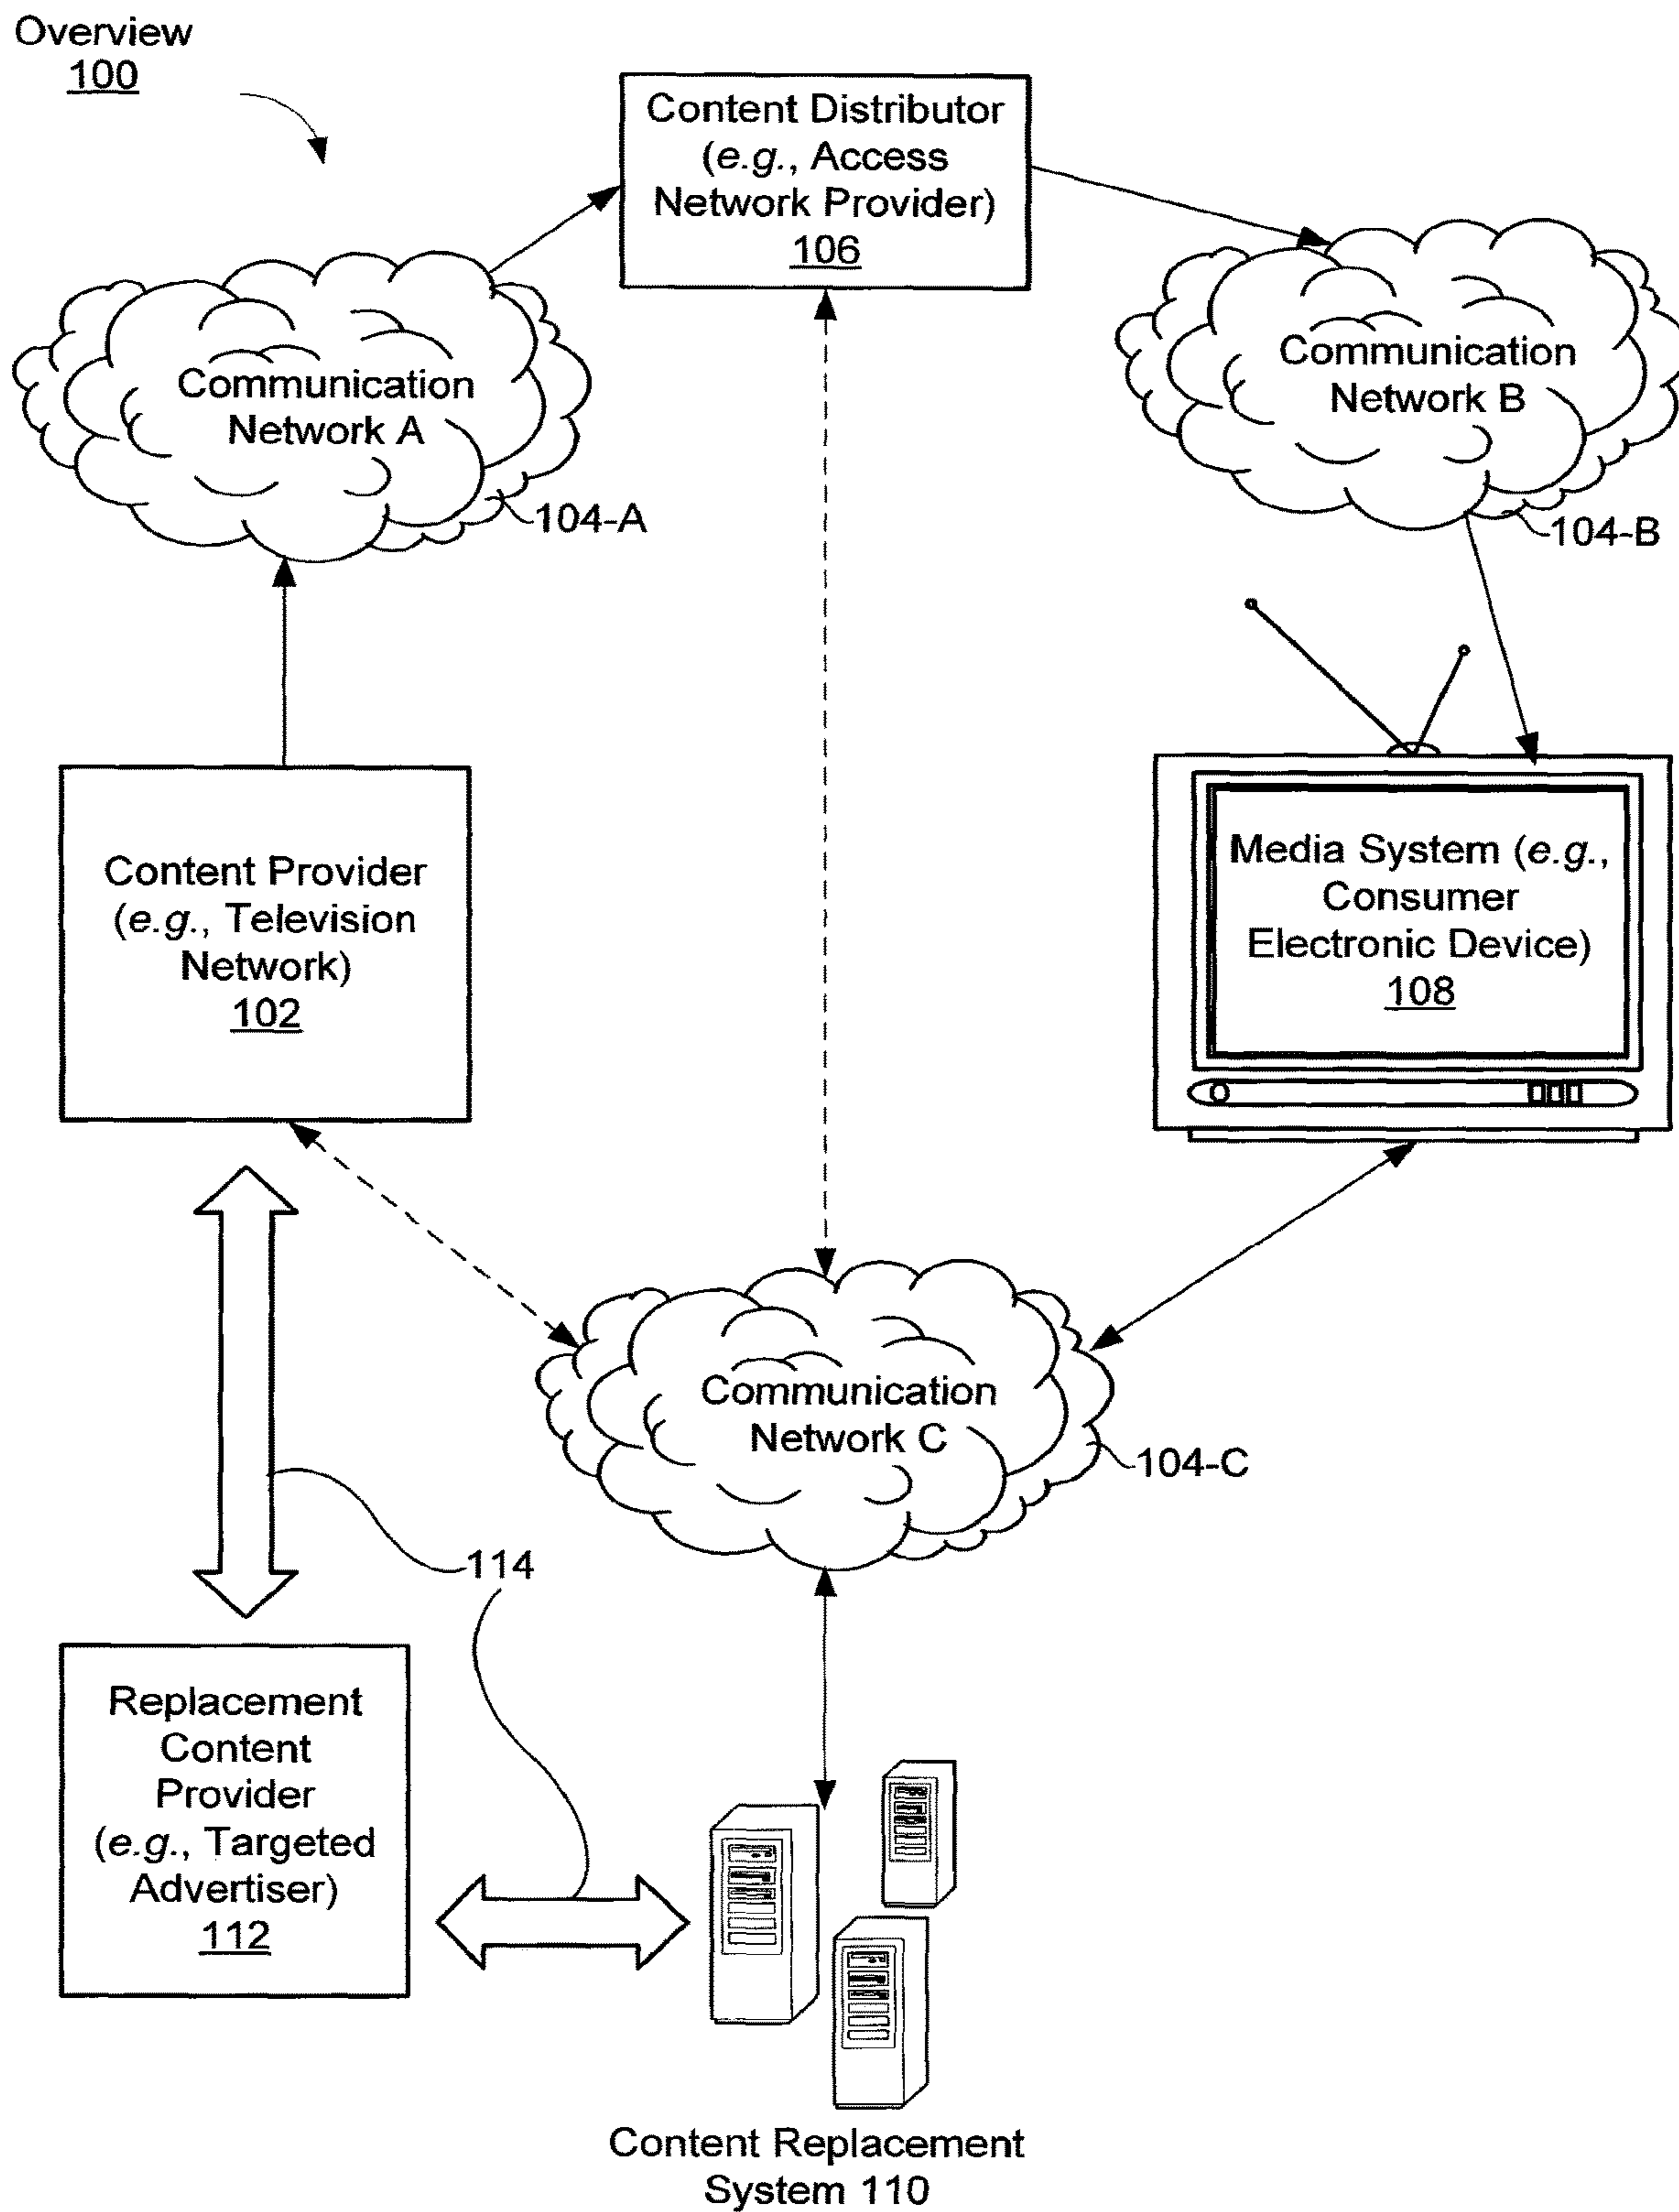 Overview
100
Content Distributor
(e.g., Access
Network Provider)
106
Communication
Network A
104-A
Communication
Network B
104-B
Content Provider
(e.g., Television
Network)
102
Media System (e.g.,
Consumer
Electronic Device)
108
Communication
Network C
104-C
114
Replacement
Content
Provider
(e.g., Targeted
Advertiser)
112
Content Replacement
System 110